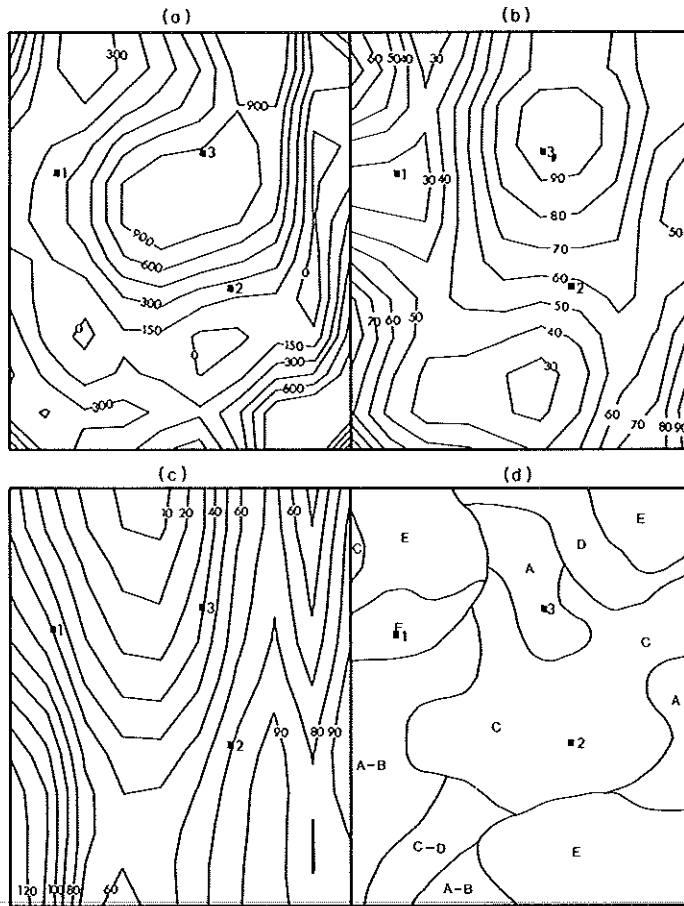 (a) (b)
300 60 50 40 30
900
3 3
1 1
30 40
90
900 80 50
600 0 70
300 2 60 2
150 50
0 150 70 60 50 40
0 300
600 30
300 60
70 80 90
(c) (d)
10 20 40 60 60 E
E D
C A
3 3
1 E 1 C
A
90 80 90 C
2 2
A-B
C-D E
120 100 80 60 A-B